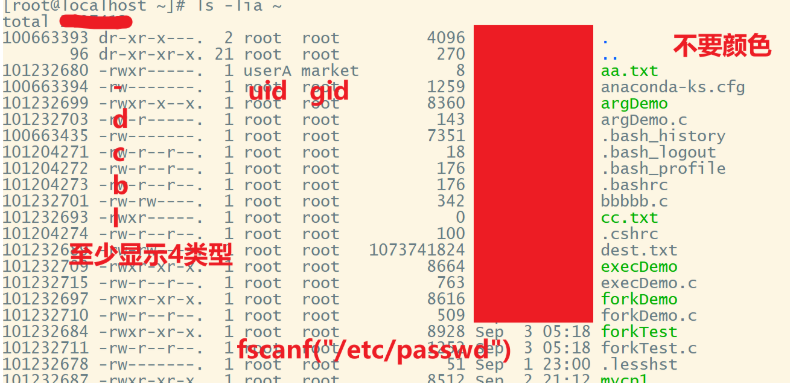 [root@localhost ~]# ls -lia ~
total
100663393 dr-xr-x---. 2 root root 4096 .
不要颜色
96 dr-xr-xr-x. 21 root root 270 ..
101232680 -rwxr-----. 1 userA market 8 aa.txt
100663394 -rw-------. 1 root root 1259 anaconda-ks.cfg
- uid gid
101232699 -rwxr-xr-x. 1 root root 8360 argDemo
101232703 -rw-r--r--. 1 root root 143 argDemo.c
d
100663435 -rw-------. 1 root root 7351 .bash_history
101204271 -rw-r--r--. 1 root root 18 .bash_logout
c
101204272 -rw-r--r--. 1 root root 176 .bash_profile
101204273 -rw-r--r--. 1 root root 176 .bashrc
b
101232701 -rw-rw----. 1 root root 342 bbbbb.c
101232693 -rwxr-----. 1 root root 0 cc.txt
l
101204274 -rw-r--r--. 1 root root 100 .cshrc
1 root root 1073741824 dest.txt
至少显示4类型
101232709 -rwxr-xr-x. 1 root root 8664 execDemo
101232715 -rw-r--r--. 1 root root 763 execDemo.c
101232697 -rwxr-xr-x. 1 root root 8616 forkDemo
101232710 -rw-r--r--. 1 root root 509 forkDemo.c
101232684 -rwxr-xr-x. 1 root root 8928 Sep 3 05:18 forkTest
101232711 -rw-r--r--. 1 Sep 3 05:18 forkTest.c
fscanf("/etc/passwd")
101232678 -rw-------. 1 root root 51 Sep 1 23:00 .lesshst
101232687 -rwxr-xr-x. 1 root root 8512 Sep 2 21:12 mycp1